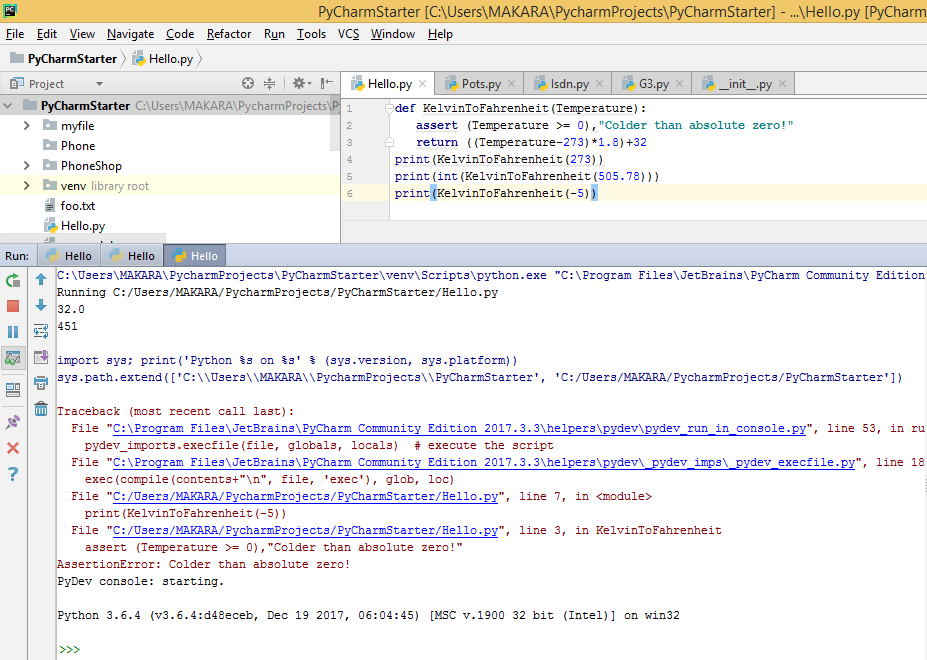 PyCharmStarter [C:\Users\MAKARA\PycharmProjects\PyCharmStarter] - ...\Hello.py [PyCharm
File Edit View Navigate Code Refactor Run Tools VCS Window Help
PyCharmStarter Hello.py
Project
Hello.py Pots.py lsdn.py G3.py __init__.py
PyCharmStarter C:\Users\MAKARA\PycharmProjects\P
myfile
Phone
PhoneShop
venv library root
foo.txt
Hello.py
1 def KelvinToFahrenheit(Temperature):
2 assert (Temperature >= 0),"Colder than absolute zero!"
3 return ((Temperature-273)*1.8)+32
4 print(KelvinToFahrenheit(273))
5 print(int(KelvinToFahrenheit(505.78)))
6 print(KelvinToFahrenheit(-5))
Run: Hello Hello Hello
C:\Users\MAKARA\PycharmProjects\PyCharmStarter\venv\Scripts\python.exe "C:\Program Files\JetBrains\PyCharm Community Edition
Running C:/Users/MAKARA/PycharmProjects/PyCharmStarter/Hello.py
32.0
451
import sys; print('Python %s on %s' % (sys.version, sys.platform))
sys.path.extend(['C:\\Users\\MAKARA\\PycharmProjects\\PyCharmStarter', 'C:/Users/MAKARA/PycharmProjects/PyCharmStarter'])
Traceback (most recent call last):
File "C:\Program Files\JetBrains\PyCharm Community Edition 2017.3.3\helpers\pydev\pydev_run_in_console.py", line 53, in ru
pydev_imports.execfile(file, globals, locals)  # execute the script
File "C:\Program Files\JetBrains\PyCharm Community Edition 2017.3.3\helpers\pydev\_pydev_imps\_pydev_execfile.py", line 18
exec(compile(contents+"\n", file, 'exec'), glob, loc)
File "C:/Users/MAKARA/PycharmProjects/PyCharmStarter/Hello.py", line 7, in <module>
print(KelvinToFahrenheit(-5))
File "C:/Users/MAKARA/PycharmProjects/PyCharmStarter/Hello.py", line 3, in KelvinToFahrenheit
assert (Temperature >= 0),"Colder than absolute zero!"
AssertionError: Colder than absolute zero!
PyDev console: starting.
Python 3.6.4 (v3.6.4:d48eceb, Dec 19 2017, 06:04:45) [MSC v.1900 32 bit (Intel)] on win32
>>>